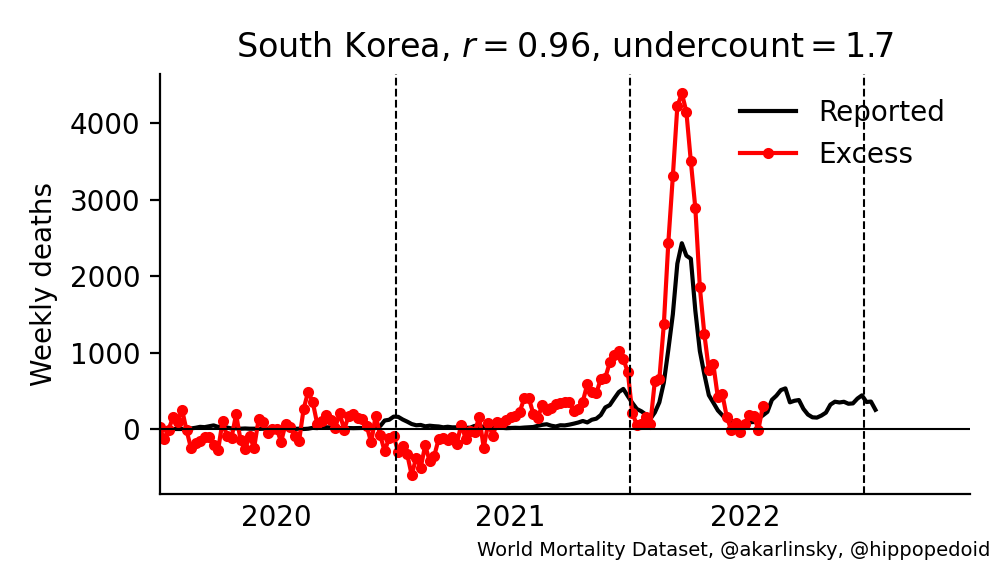 South Korea, r = 0.96, undercount = 1.7
Weekly deaths
4000
3000
2000
1000
0
Reported
Excess
2020
2021
2022
World Mortality Dataset, @akarlinsky, @hippopedoid